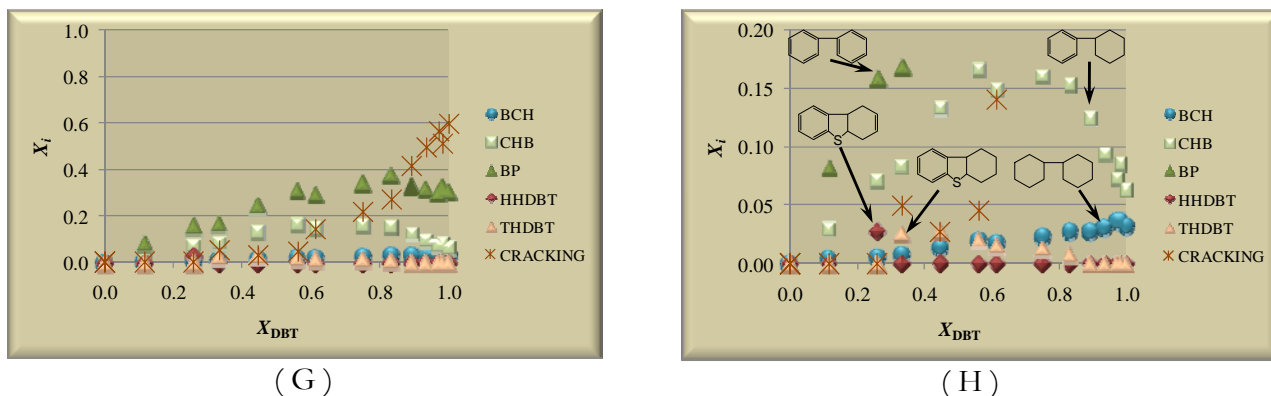 1.0
0.8
0.6
0.4
0.2
0.0
X_i
0.0 0.2 0.4 0.6 0.8 1.0
X_DBT
BCH
CHB
BP
HHDBT
THDBT
CRACKING
( G )
0.20
0.15
0.10
0.05
0.00
X_i
S
S
0.0 0.2 0.4 0.6 0.8 1.0
X_DBT
BCH
CHB
BP
HHDBT
THDBT
CRACKING
( H )